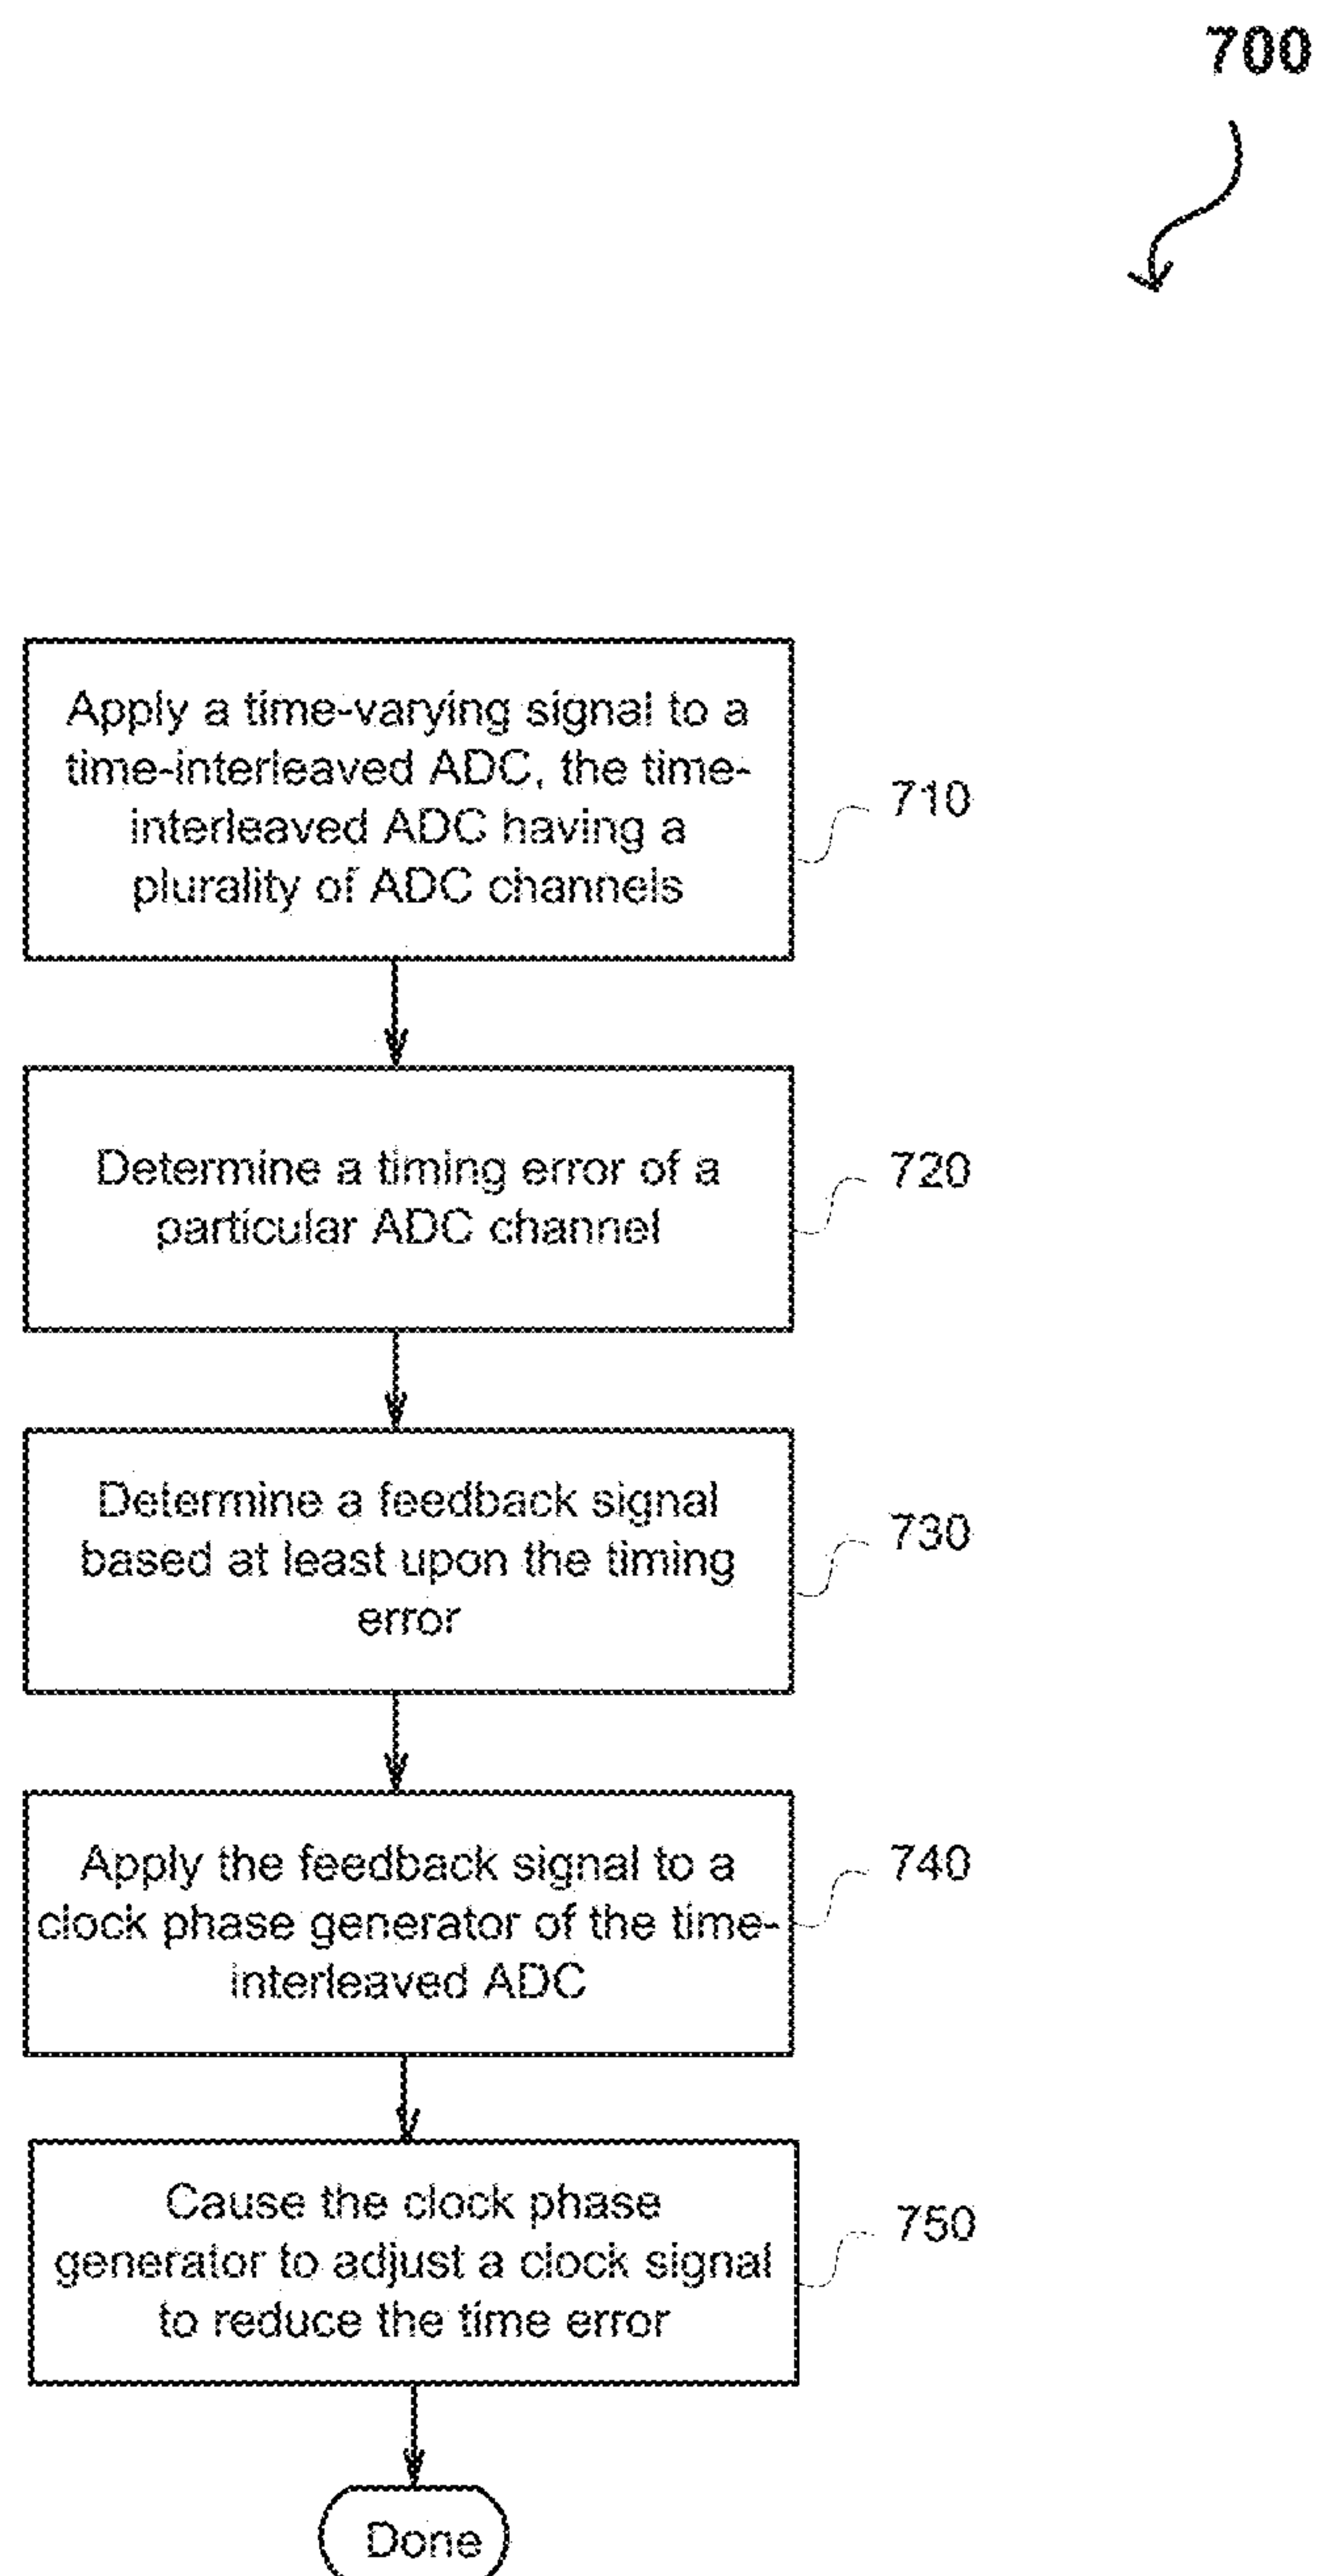 700
Apply a time-varying signal to a
time-interleaved ADC, the time-
interleaved ADC having a
plurality of ADC channels
710
Determine a timing error of a
particular ADC channel
720
Determine a feedback signal
based at least upon the timing
error
730
Apply the feedback signal to a
clock phase generator of the time-
interleaved ADC
740
Cause the clock phase
generator to adjust a clock signal
to reduce the time error
750
Done